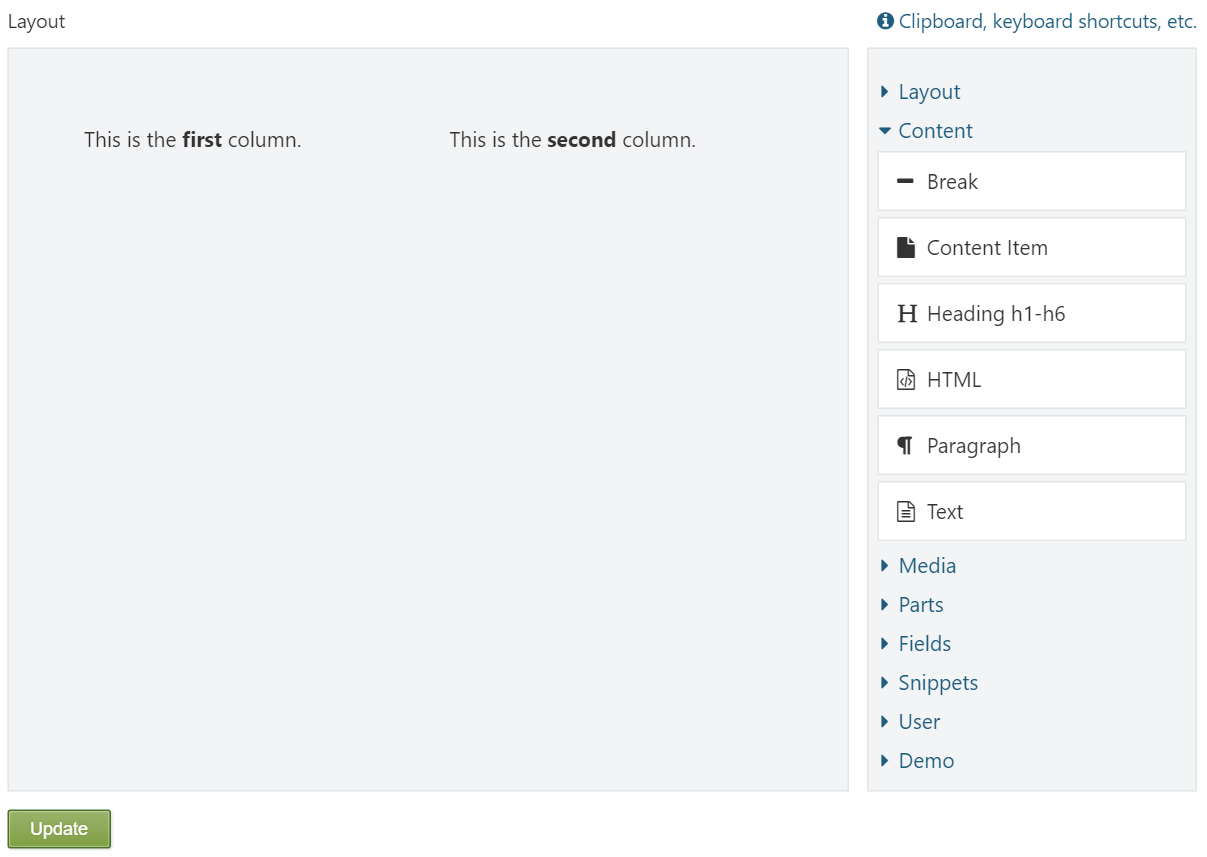 Layout
Clipboard, keyboard shortcuts, etc.
This is the first column.
This is the second column.
Layout
Content
Break
Content Item
Heading h1-h6
HTML
Paragraph
Text
Media
Parts
Fields
Snippets
User
Demo
Update